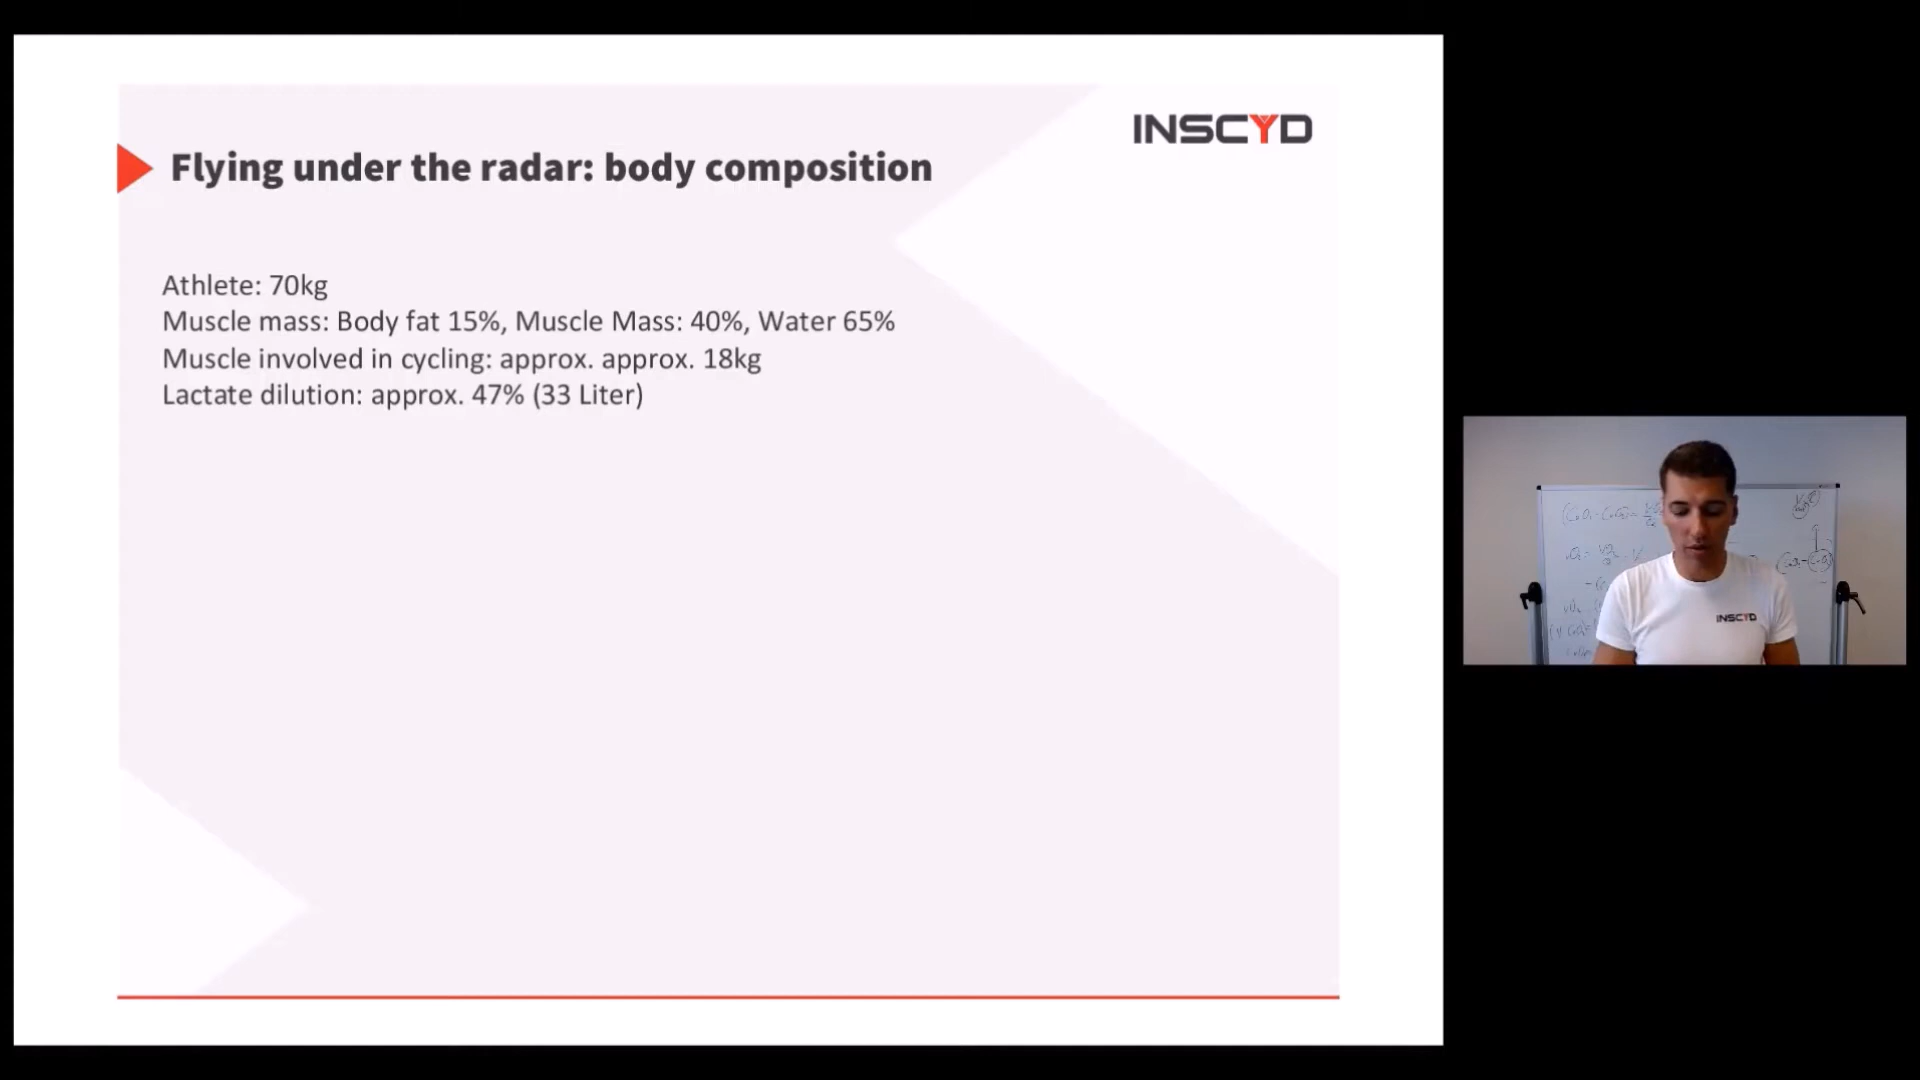 INSCYD
Flying under the radar: body composition
Athlete: 70kg
Muscle mass: Body fat 15%, Muscle Mass: 40%, Water 65%
Muscle involved in cycling: approx. approx. 18kg
Lactate dilution: approx. 47% (33 Liter)
INSCYD